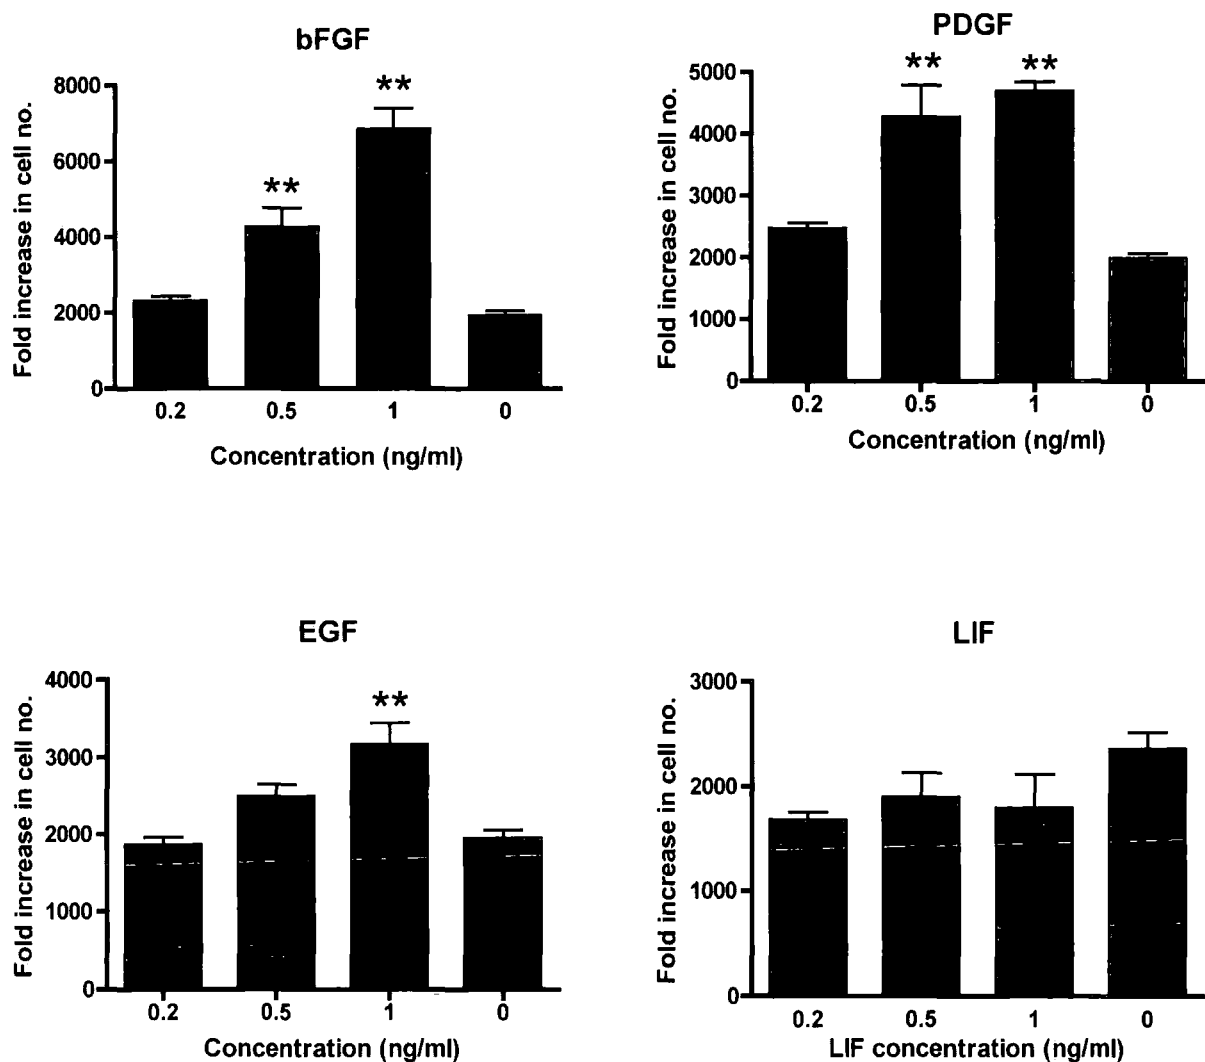 bFGF
Fold increase in cell no.
8000
6000
4000
2000
0
**
**
0.2 0.5 1 0
Concentration (ng/ml)
PDGF
Fold increase in cell no.
5000
4000
3000
2000
1000
0
** **
0.2 0.5 1 0
Concentration (ng/ml)
EGF
Fold increase in cell no.
4000
3000
2000
1000
0
**
0.2 0.5 1 0
Concentration (ng/ml)
LIF
Fold increase in cell no.
3000
2000
1000
0
0.2 0.5 1 0
LIF concentration (ng/ml)